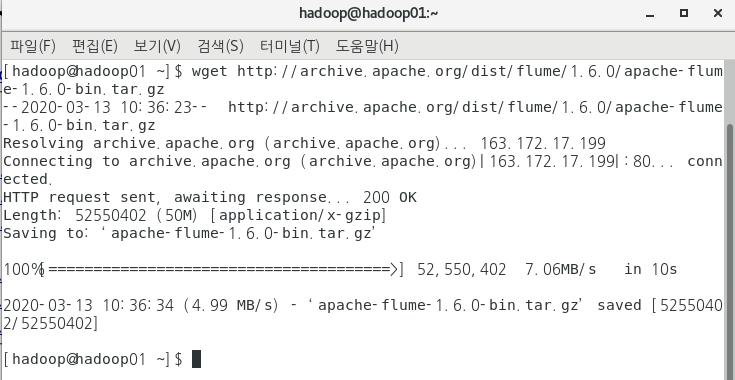 hadoop@hadoop01:~
파일(F) 편집(E) 보기(V) 검색(S) 터미널(T) 도움말(H)
[hadoop@hadoop01 ~]$ wget http://archive.apache.org/dist/flume/1.6.0/apache-flum
e-1.6.0-bin.tar.gz
--2020-03-13 10:36:23--  http://archive.apache.org/dist/flume/1.6.0/apache-flume
-1.6.0-bin.tar.gz
Resolving archive.apache.org (archive.apache.org)... 163.172.17.199
Connecting to archive.apache.org (archive.apache.org)|163.172.17.199|:80... conn
ected.
HTTP request sent, awaiting response... 200 OK
Length: 52550402 (50M) [application/x-gzip]
Saving to: ‘apache-flume-1.6.0-bin.tar.gz’
100%[======================================>] 52,550,402  7.06MB/s   in 10s
2020-03-13 10:36:34 (4.99 MB/s) - ‘apache-flume-1.6.0-bin.tar.gz’ saved [5255040
2/52550402]
[hadoop@hadoop01 ~]$